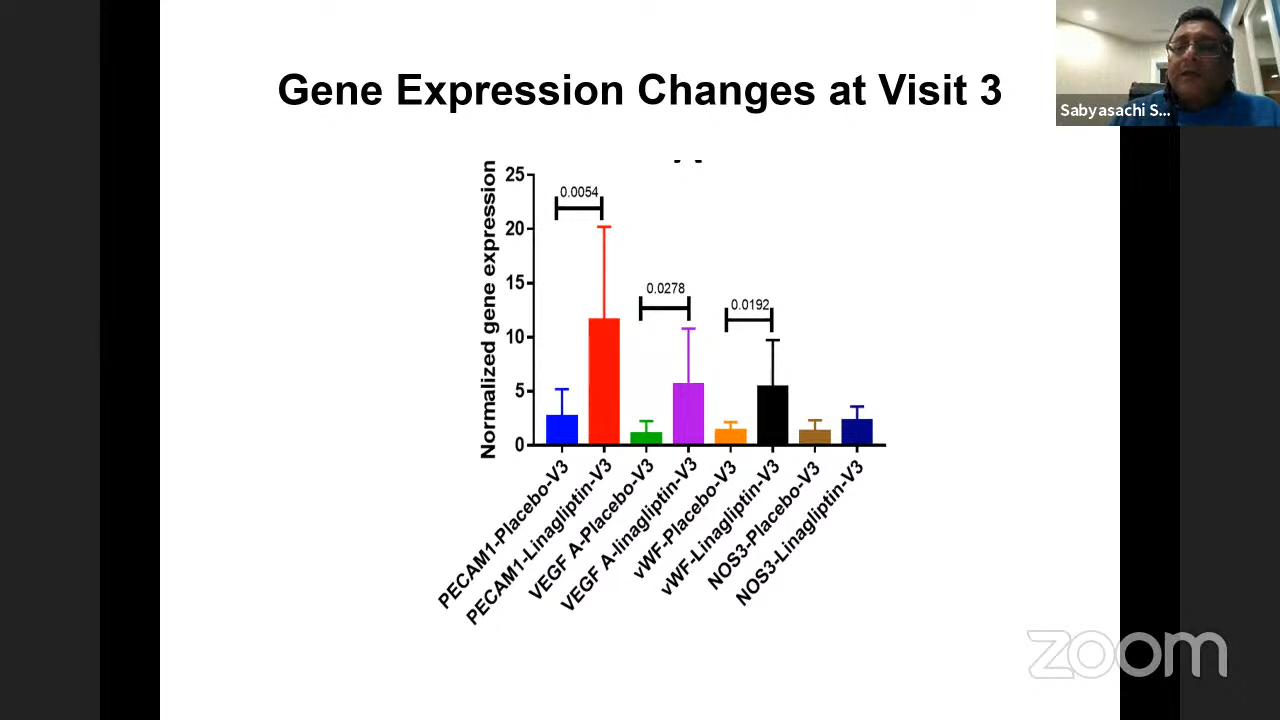 Gene Expression Changes at Visit 3
Sabyasachi S...
Normalized gene expression
25
20
15
10
5
0
0.0054
0.0278
0.0192
PECAM1-Placebo-V3
PECAM1-Linagliptin-V3
VEGF A-Placebo-V3
VEGF A-linagliptin-V3
vWF-Placebo-V3
vWF-Linagliptin-V3
NOS3-Placebo-V3
NOS3-Linagliptin-V3
zoom